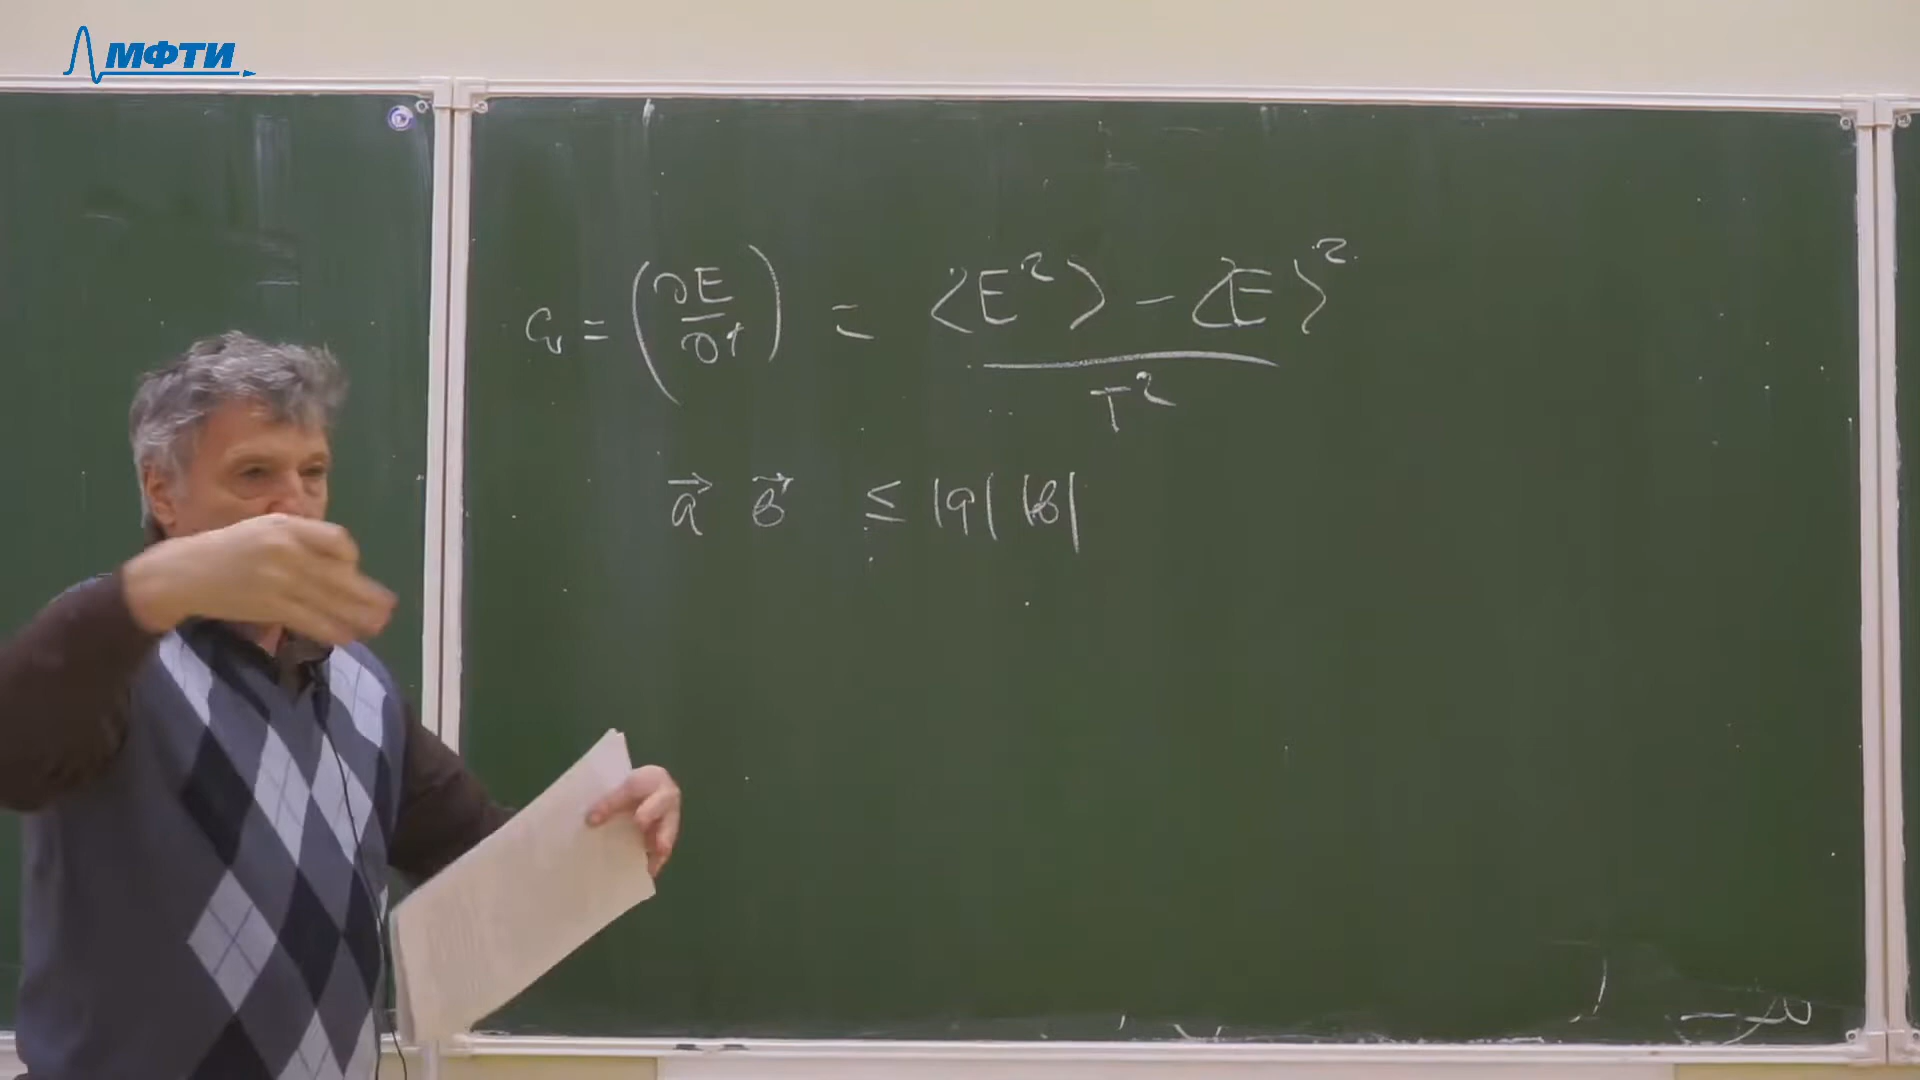 МФТИ
C_v = (∂E/∂T) = (<E²> - <E>²)/T²
a⃗ в⃗ ≤ |a| |в|